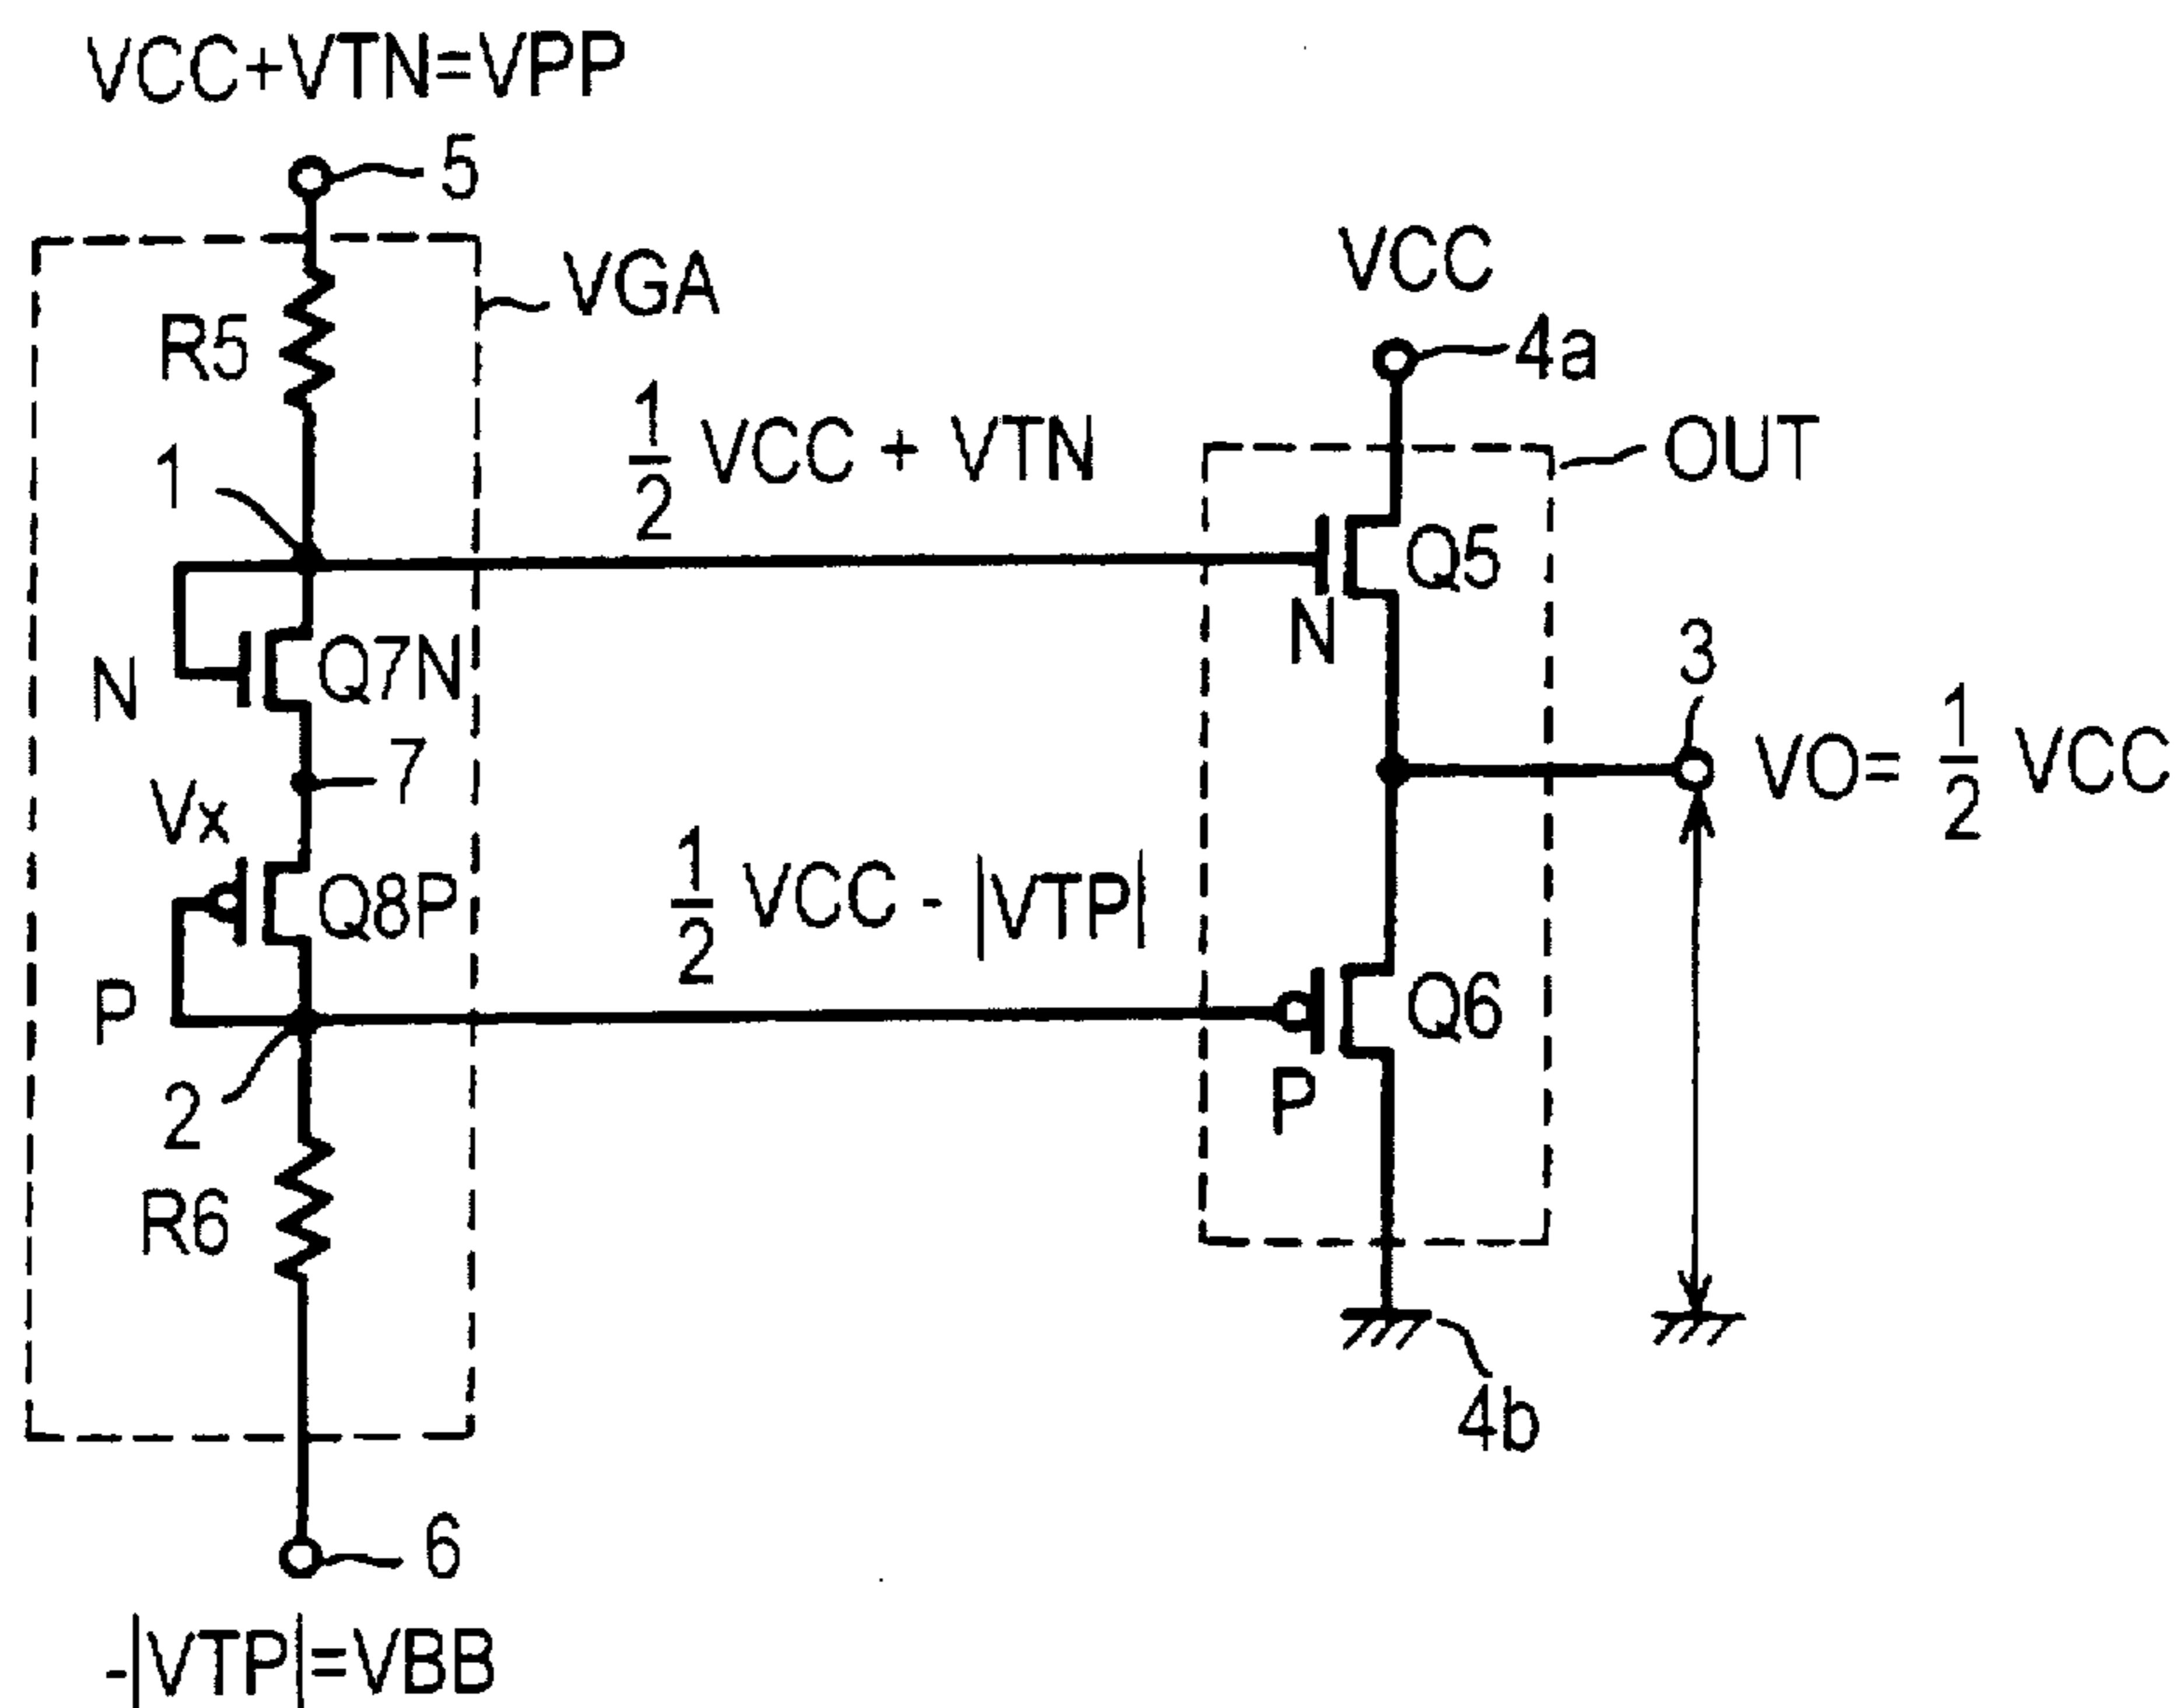 VCC+VTN=VPP
5
VGA
R5
VCC
4a
1
1/2 VCC + VTN
OUT
Q5
N
N
Q7N
3
7
VO= 1/2 VCC
Vx
Q8P
1/2 VCC - |VTP|
P
Q6
2
P
R6
4b
6
-|VTP|=VBB